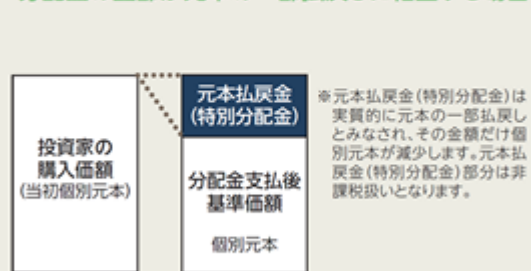 元本払戻金
(特別分配金)
※元本払戻金(特別分配金)は
実質的に元本の一部払戻し
とみなされ、その金額だけ個
別元本が減少します。元本払
戻金(特別分配金)部分は非
課税扱いとなります。
投資家の
購入価額
(当初個別元本)
分配金支払後
基準価額
個別元本